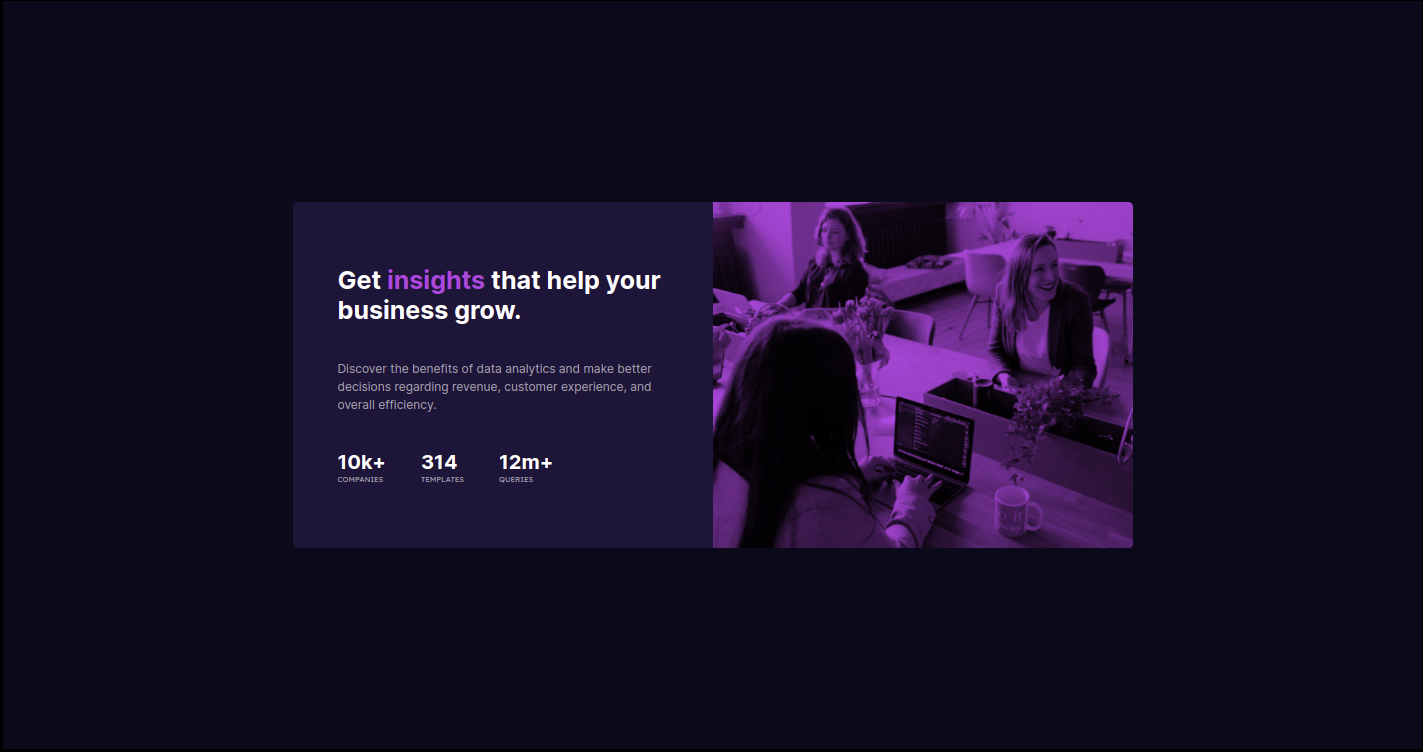 Get insights that help your
business grow.
Discover the benefits of data analytics and make better
decisions regarding revenue, customer experience, and
overall efficiency.
10k+ 314 12m+
COMPANIES TEMPLATES QUERIES